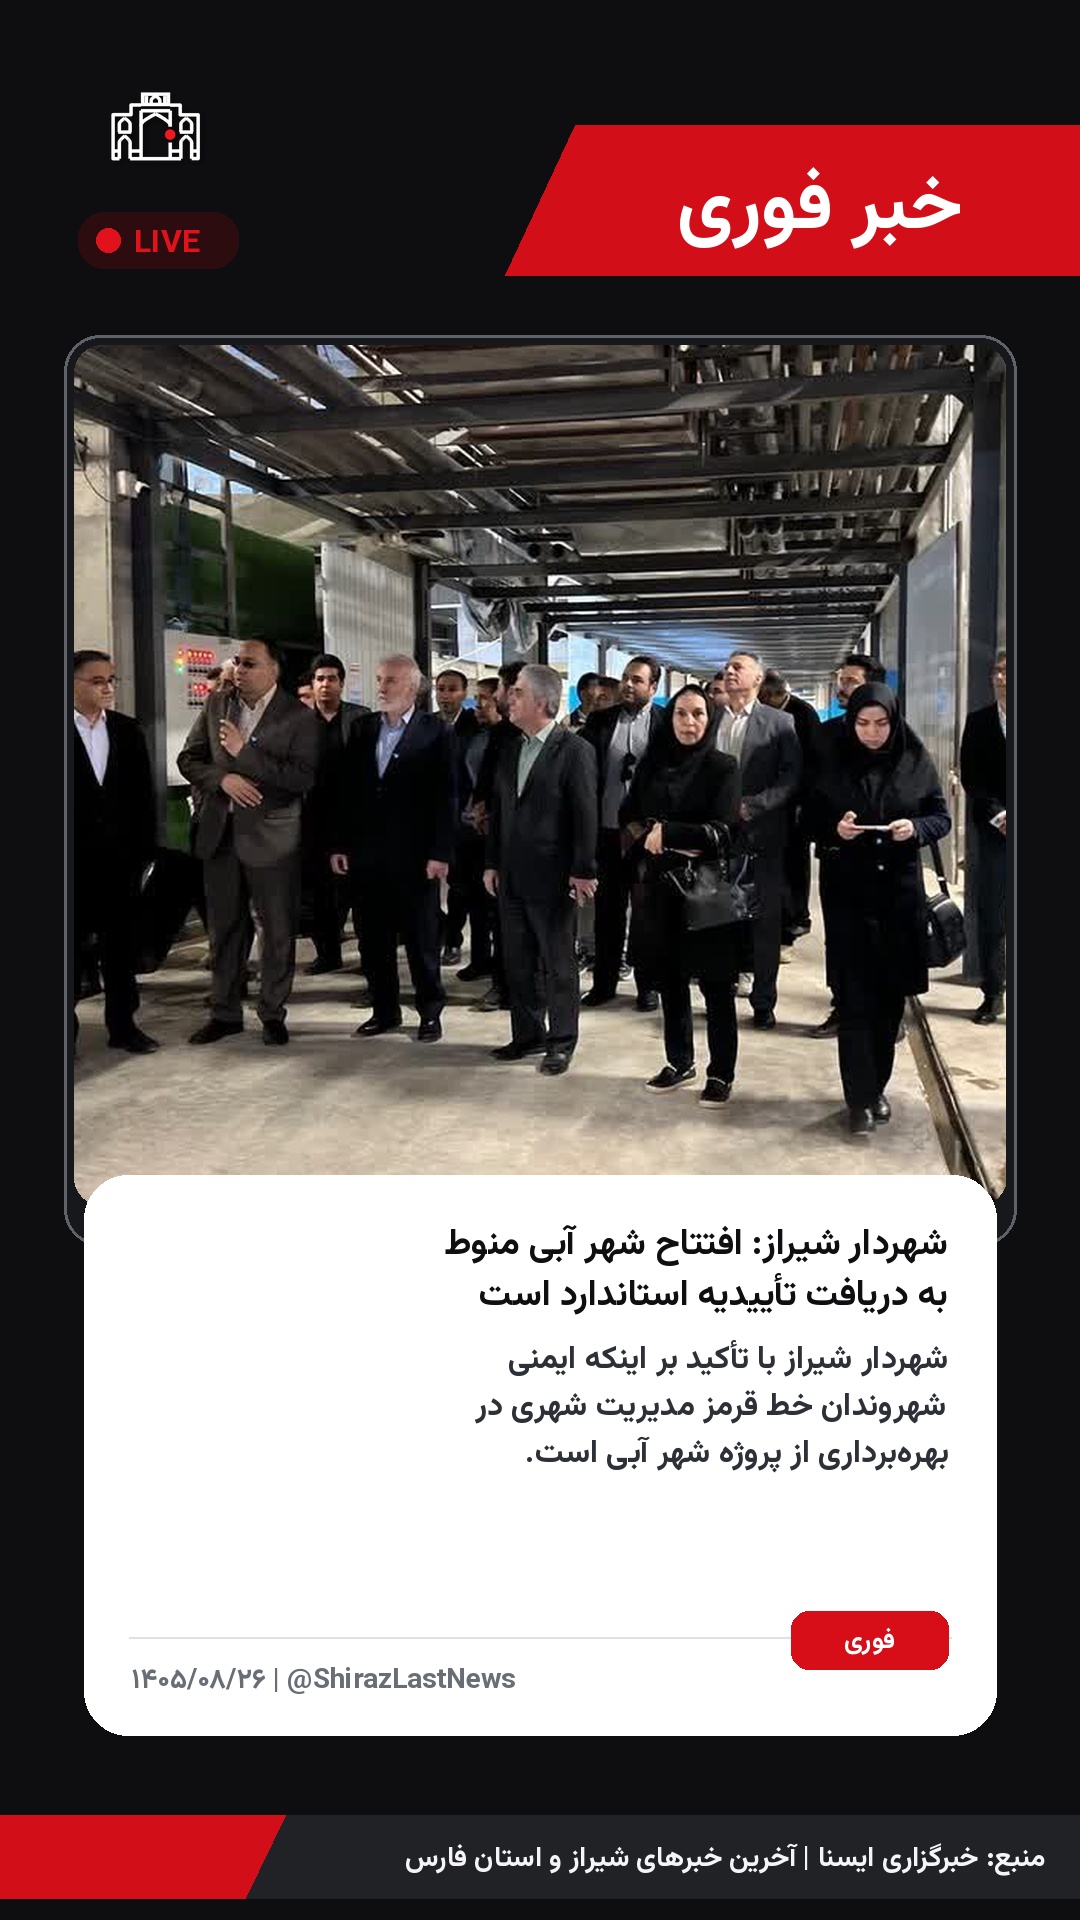 خبر فوری
LIVE
شهردار شیراز: افتتاح شهر آبی منوط
به دریافت تأییدیه استاندارد است
شهردار شیراز با تأکید بر اینکه ایمنی
شهروندان خط قرمز مدیریت شهری در
بهره‌برداری از پروژه شهر آبی است.
فوری
۱۴۰۵/۰۸/۲۶ | @ShirazLastNews
منبع: خبرگزاری ایسنا | آخرین خبرهای شیراز و استان فارس